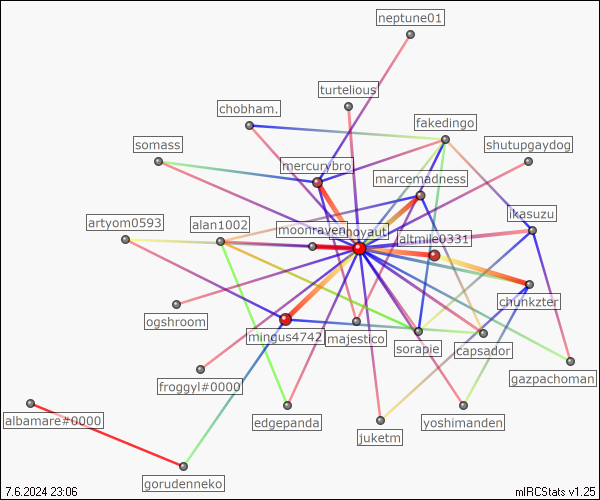 neptune01
turtelious
chobham.
fakedingo
somass
shutupgaydog
mercurybro
marcemadness
ikasuzu
artyom0593
alan1002
moonraven
noyaut
altmile0331
chunkzter
ogshroom
mingus4742
majestico
sorapie
capsador
froggyl#0000
gazpachoman
albamare#0000
edgepanda
juketm
yoshimanden
gorudenneko
7.6.2024 23:06
mIRCStats v1.25